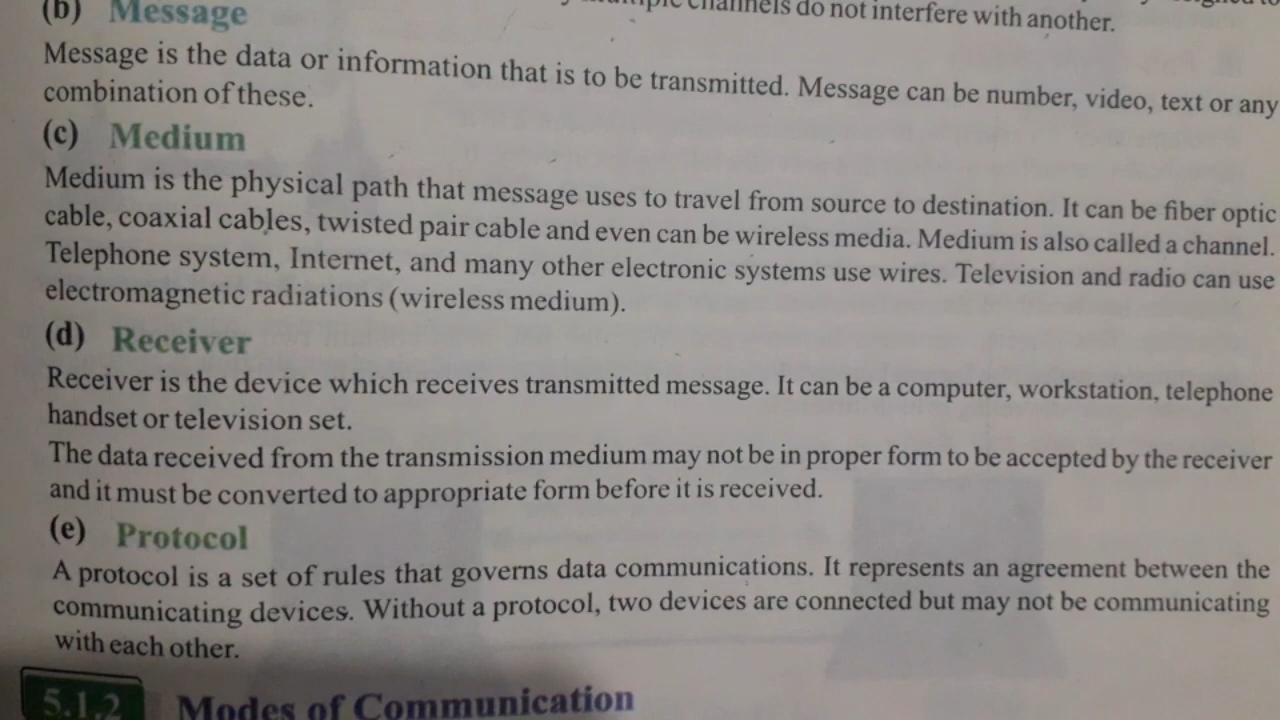 channels do not interfere with another.
(b) Message
Message is the data or information that is to be transmitted. Message can be number, video, text or any
combination of these.
(c) Medium
Medium is the physical path that message uses to travel from source to destination. It can be fiber optic
cable, coaxial cables, twisted pair cable and even can be wireless media. Medium is also called a channel.
Telephone system, Internet, and many other electronic systems use wires. Television and radio can use
electromagnetic radiations (wireless medium).
(d) Receiver
Receiver is the device which receives transmitted message. It can be a computer, workstation, telephone
handset or television set.
The data received from the transmission medium may not be in proper form to be accepted by the receiver
and it must be converted to appropriate form before it is received.
(e) Protocol
A protocol is a set of rules that governs data communications. It represents an agreement between the
communicating devices. Without a protocol, two devices are connected but may not be communicating
with each other.
5.1.2 Modes of Communication